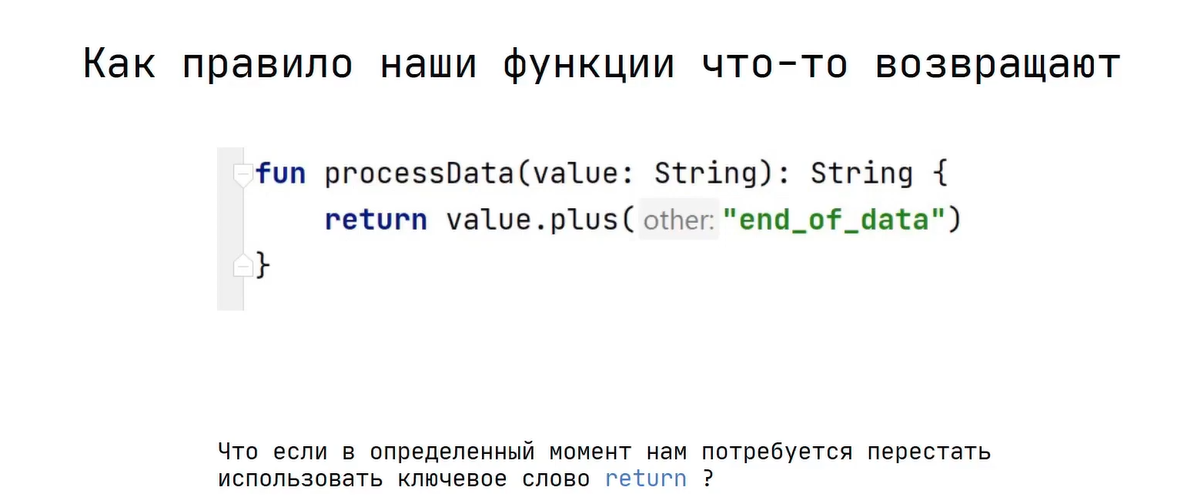 Как правило наши функции что-то возвращают
fun processData(value: String): String {
return value.plus( other: "end_of_data")
}
Что если в определенный момент нам потребуется перестать
использовать ключевое слово return ?